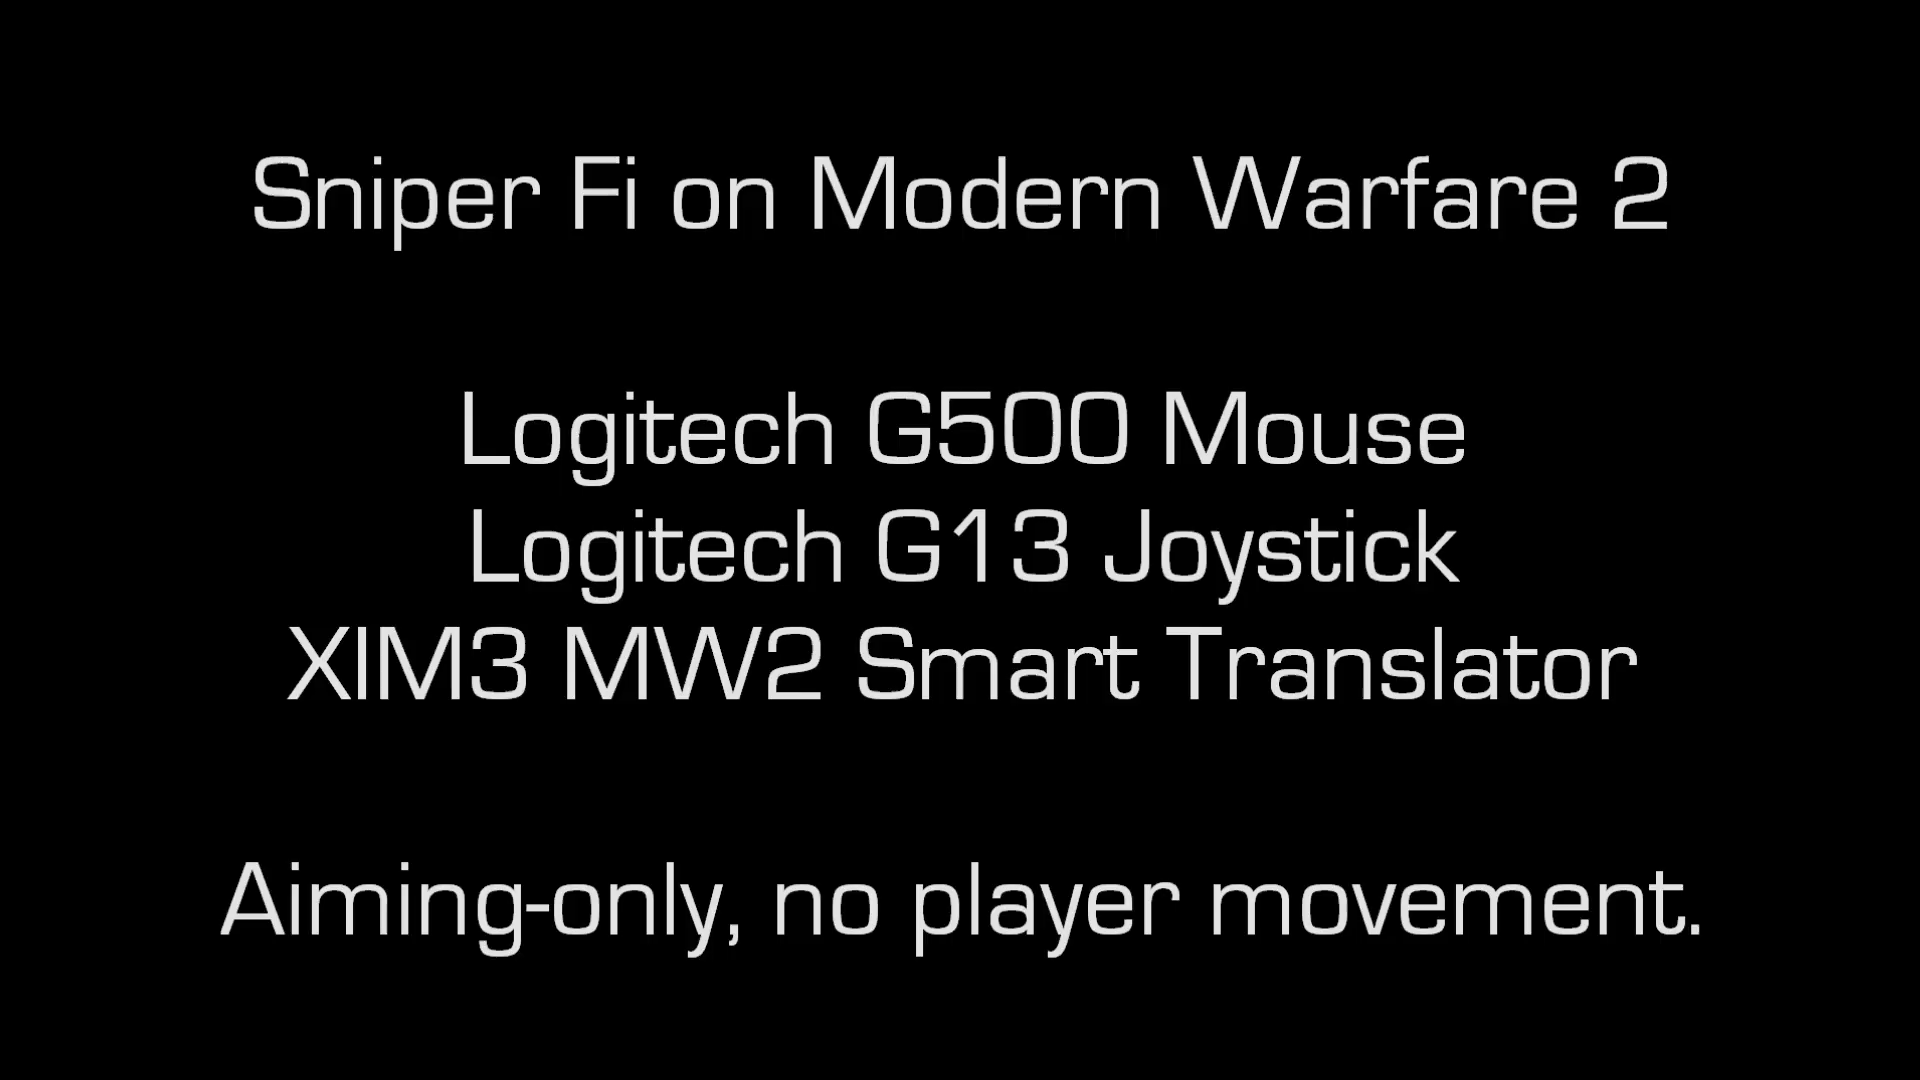 Sniper Fi on Modern Warfare 2
Logitech G500 Mouse
Logitech G13 Joystick
XIM3 MW2 Smart Translator
Aiming-only, no player movement.